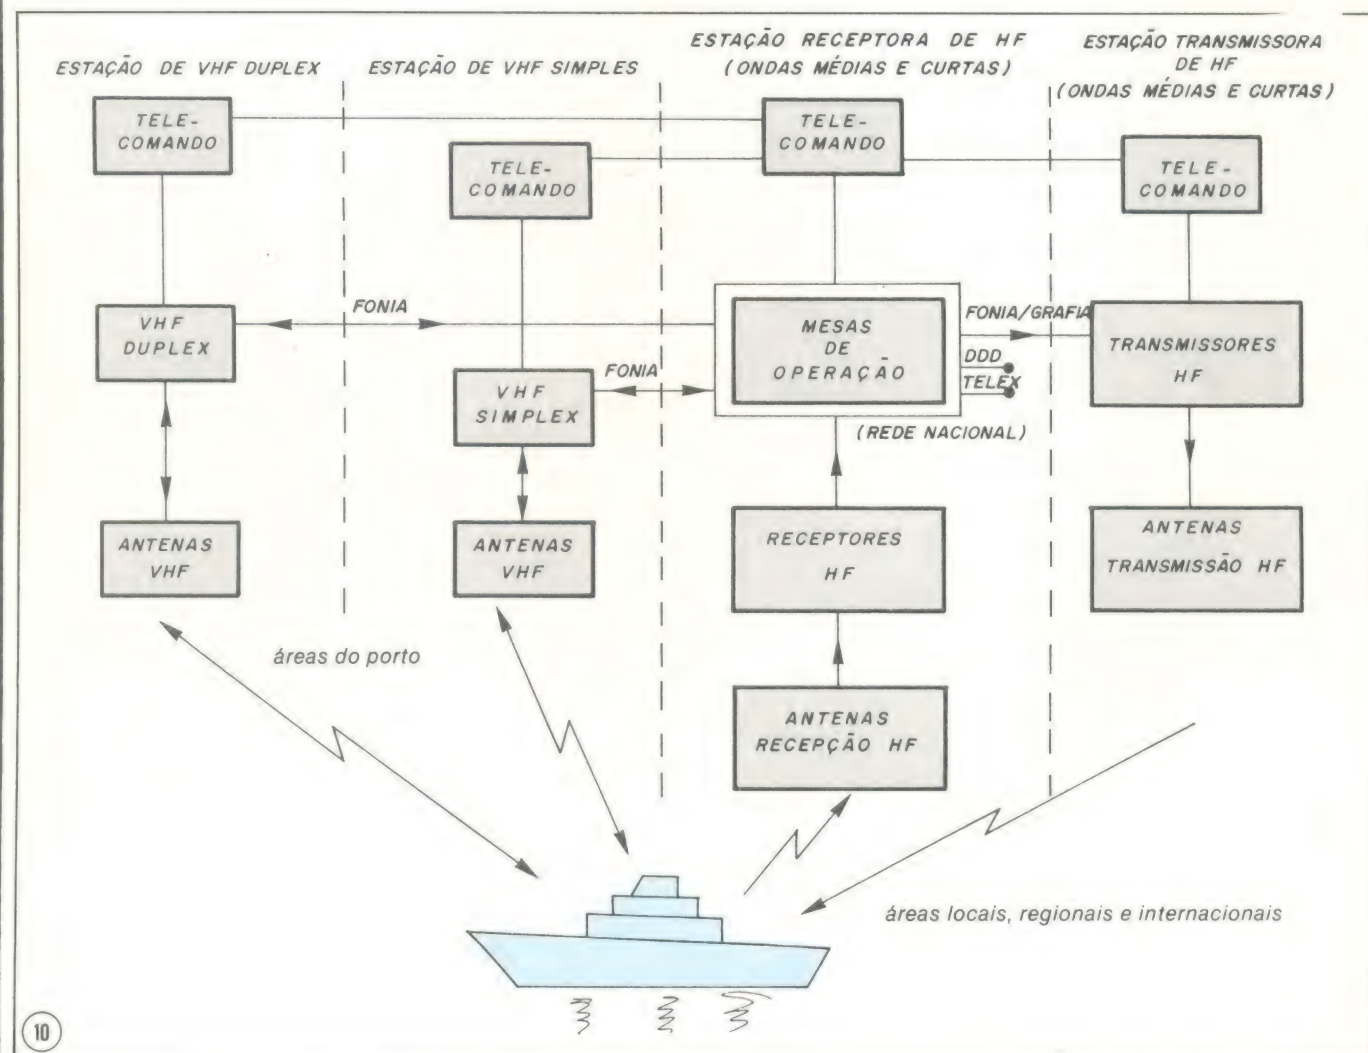 ESTAÇÃO DE VHF DUPLEX
ESTAÇÃO DE VHF SIMPLES
ESTAÇÃO RECEPTORA DE HF
(ONDAS MÉDIAS E CURTAS)
ESTAÇÃO TRANSMISSORA
DE HF
(ONDAS MÉDIAS E CURTAS)
TELE-
COMANDO
TELE-
COMANDO
TELE-
COMANDO
TELE-
COMANDO
VHF
DUPLEX
FONIA
VHF
SIMPLEX
FONIA
MESAS
DE
OPERAÇÃO
FONIA/GRAFIA
DDD
TELEX
(REDE NACIONAL)
TRANSMISSORES
HF
ANTENAS
VHF
ANTENAS
VHF
RECEPTORES
HF
ANTENAS
TRANSMISSÃO HF
áreas do porto
ANTENAS
RECEPÇÃO HF
áreas locais, regionais e internacionais
10